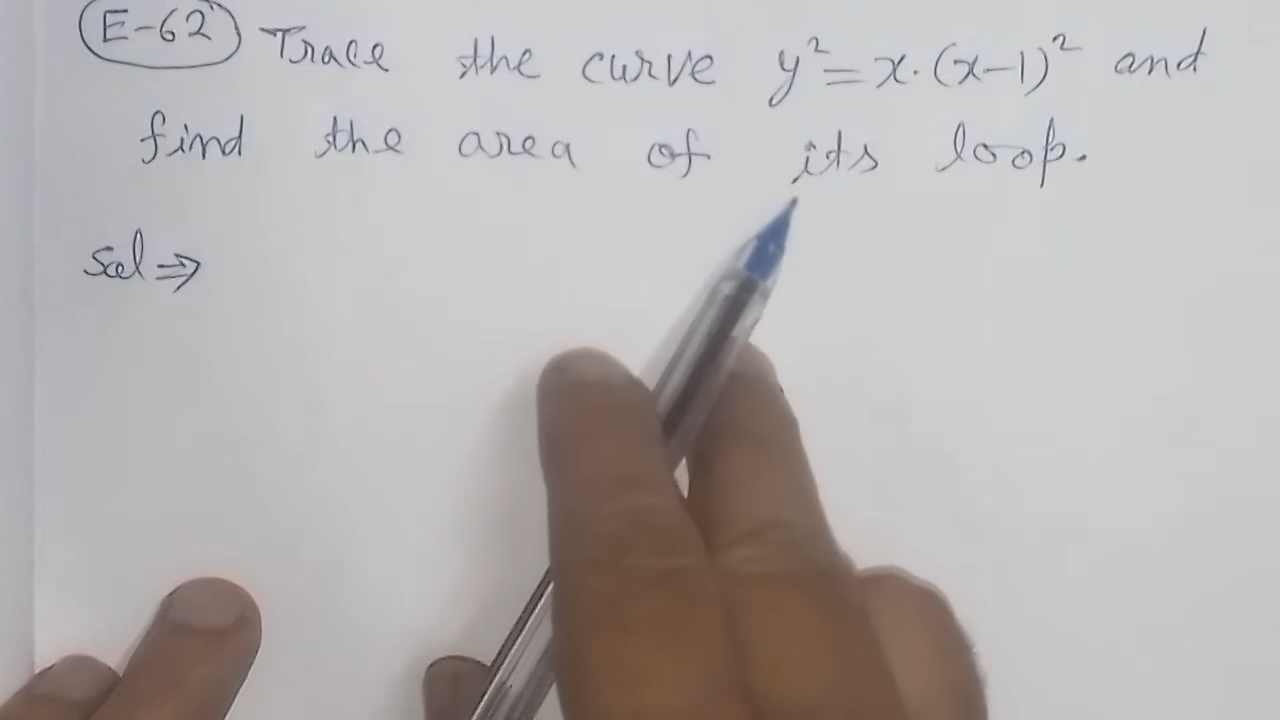 E-62 Trace the curve y²=x.(x-1)² and
find the area of its loop.
Sol⇒